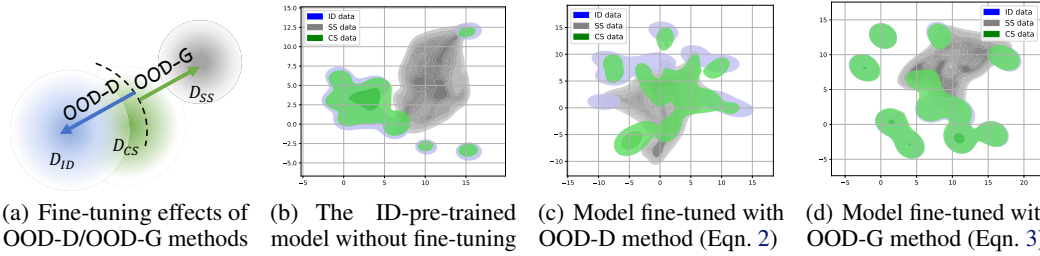 OOD-D OOD-G
D_SS
D_ID
D_CS
ID data
SS data
CS data
15.0
12.5
10.0
7.5
5.0
2.5
0.0
−2.5
−5.0
−5 0 5 10 15
ID data
SS data
CS data
15
10
5
0
−5
−10
−15 −10 −5 0 5 10 15
ID data
SS data
CS data
15
10
5
0
−5
−5 0 5 10 15 20
(a) Fine-tuning effects of
OOD-D/OOD-G methods
(b) The ID-pre-trained
model without fine-tuning
(c) Model fine-tuned with
OOD-D method (Eqn. 2)
(d) Model fine-tuned wit
OOD-G method (Eqn. 3)